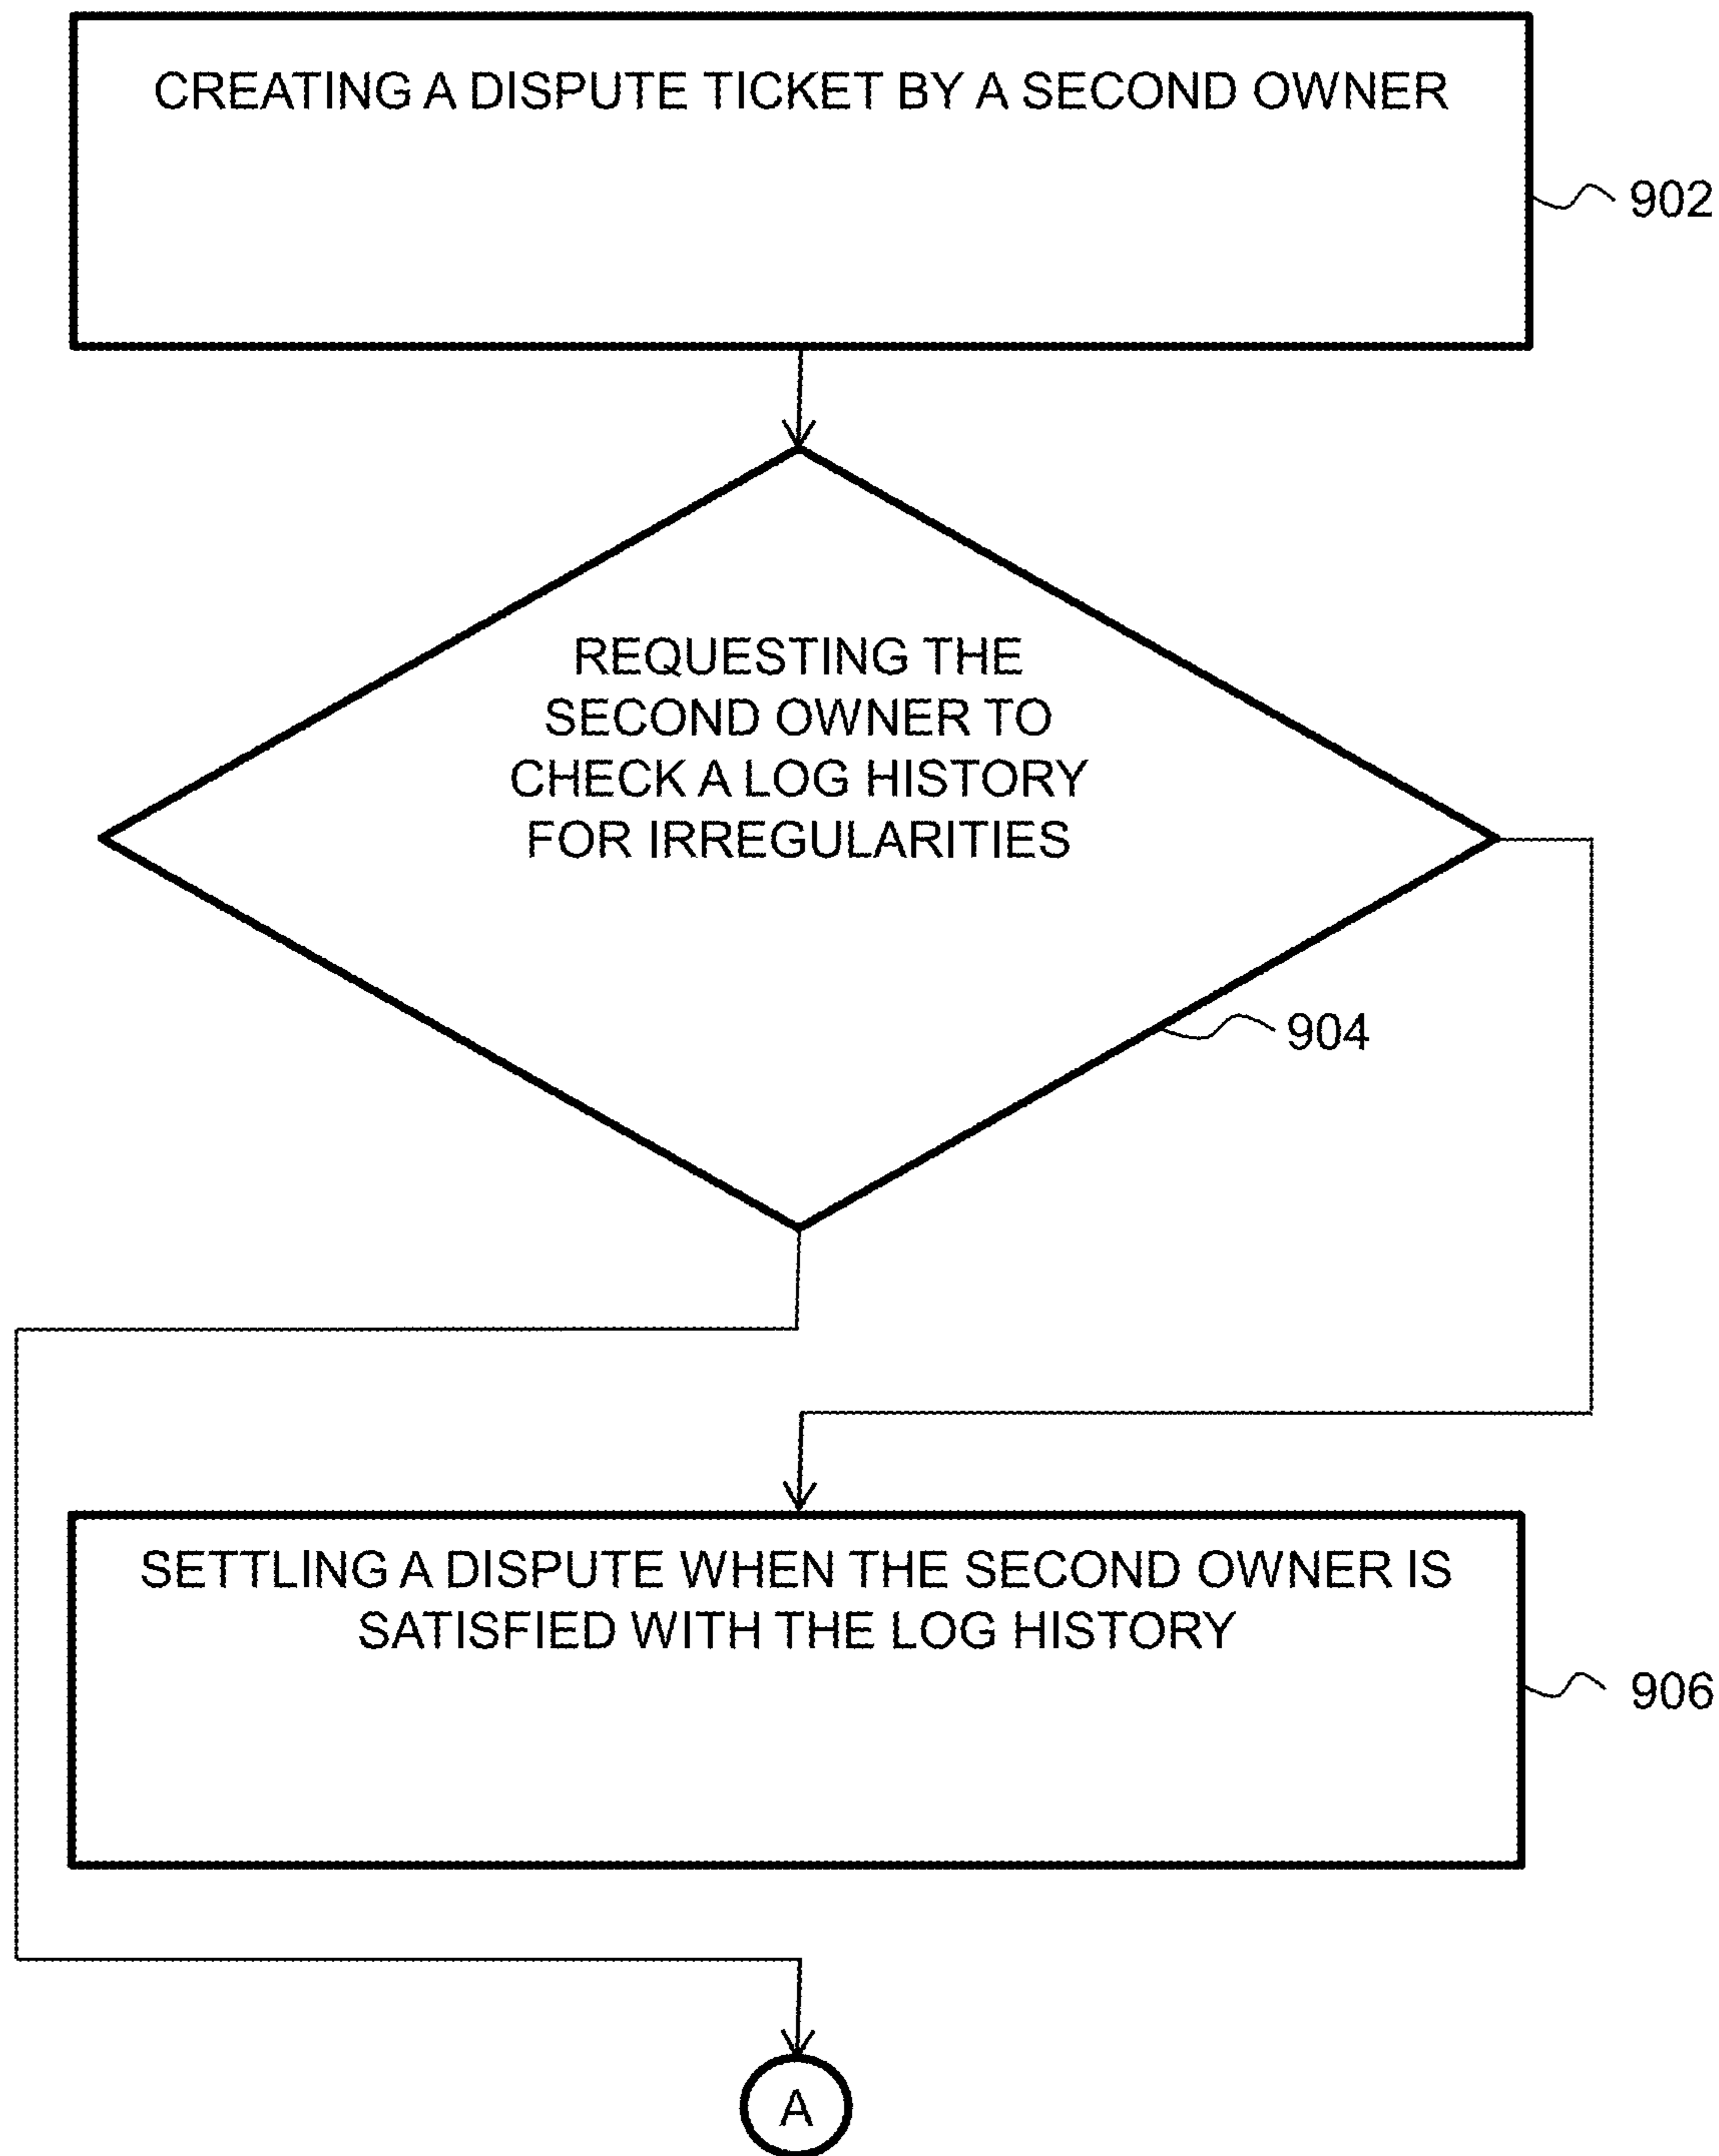 CREATING A DISPUTE TICKET BY A SECOND OWNER
902
REQUESTING THE
SECOND OWNER TO
CHECK A LOG HISTORY
FOR IRREGULARITIES
904
SETTLING A DISPUTE WHEN THE SECOND OWNER IS
SATISFIED WITH THE LOG HISTORY
906
A